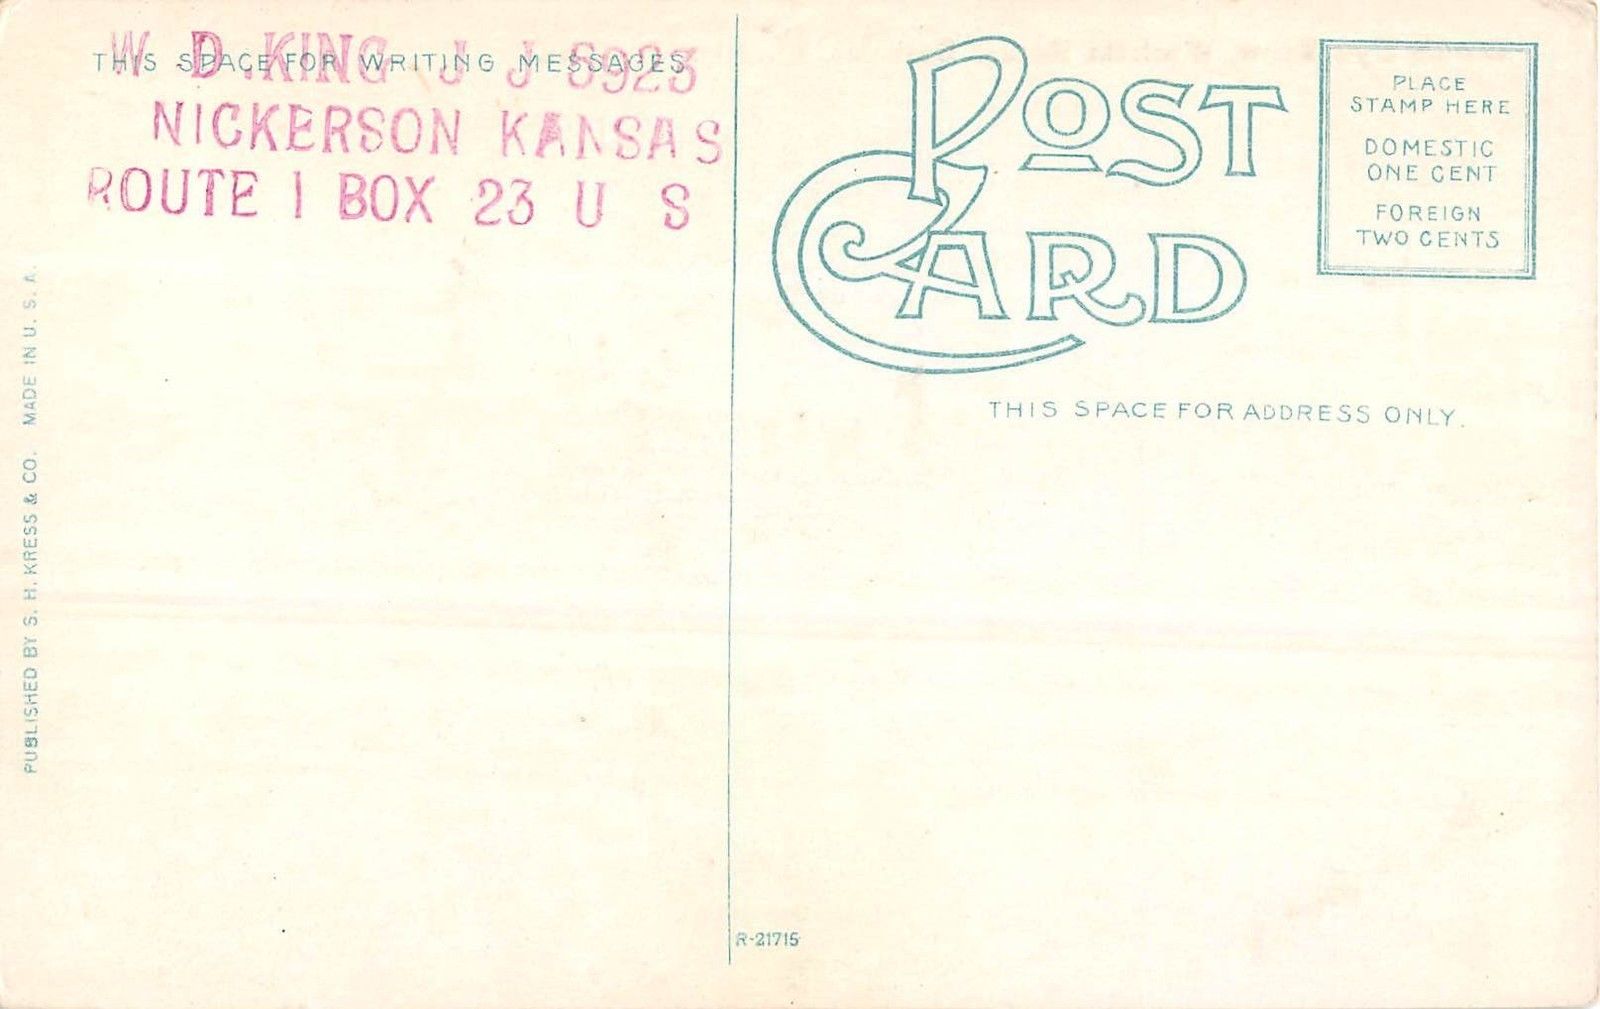 W. D. KING J J 6923
THIS SPACE FOR WRITING MESSAGES
NICKERSON KANSAS
ROUTE 1 BOX 23 U S
PUBLISHED BY S. H. KRESS & CO. MADE IN U. S. A.
POST
CARD
PLACE
STAMP HERE
DOMESTIC
ONE CENT
FOREIGN
TWO CENTS
THIS SPACE FOR ADDRESS ONLY.
R-21715